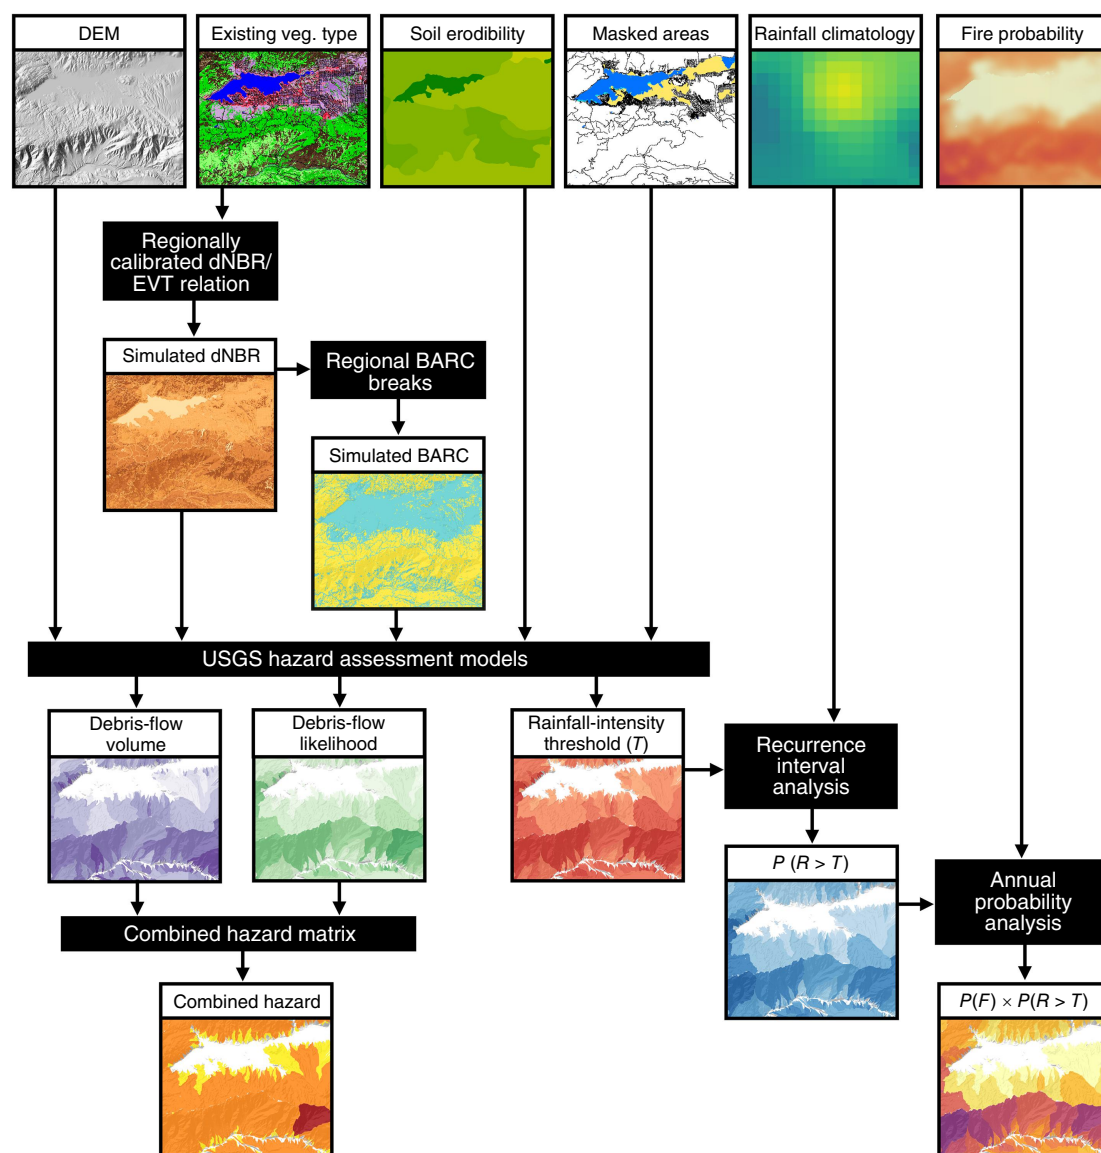 DEM
Existing veg. type
Soil erodibility
Masked areas
Rainfall climatology
Fire probability
Regionally
calibrated dNBR/
EVT relation
Simulated dNBR
Regional BARC
breaks
Simulated BARC
USGS hazard assessment models
Debris-flow
volume
Debris-flow
likelihood
Rainfall-intensity
threshold (T)
Recurrence
interval
analysis
P (R > T)
Annual
probability
analysis
Combined hazard matrix
Combined hazard
P(F) × P(R > T)